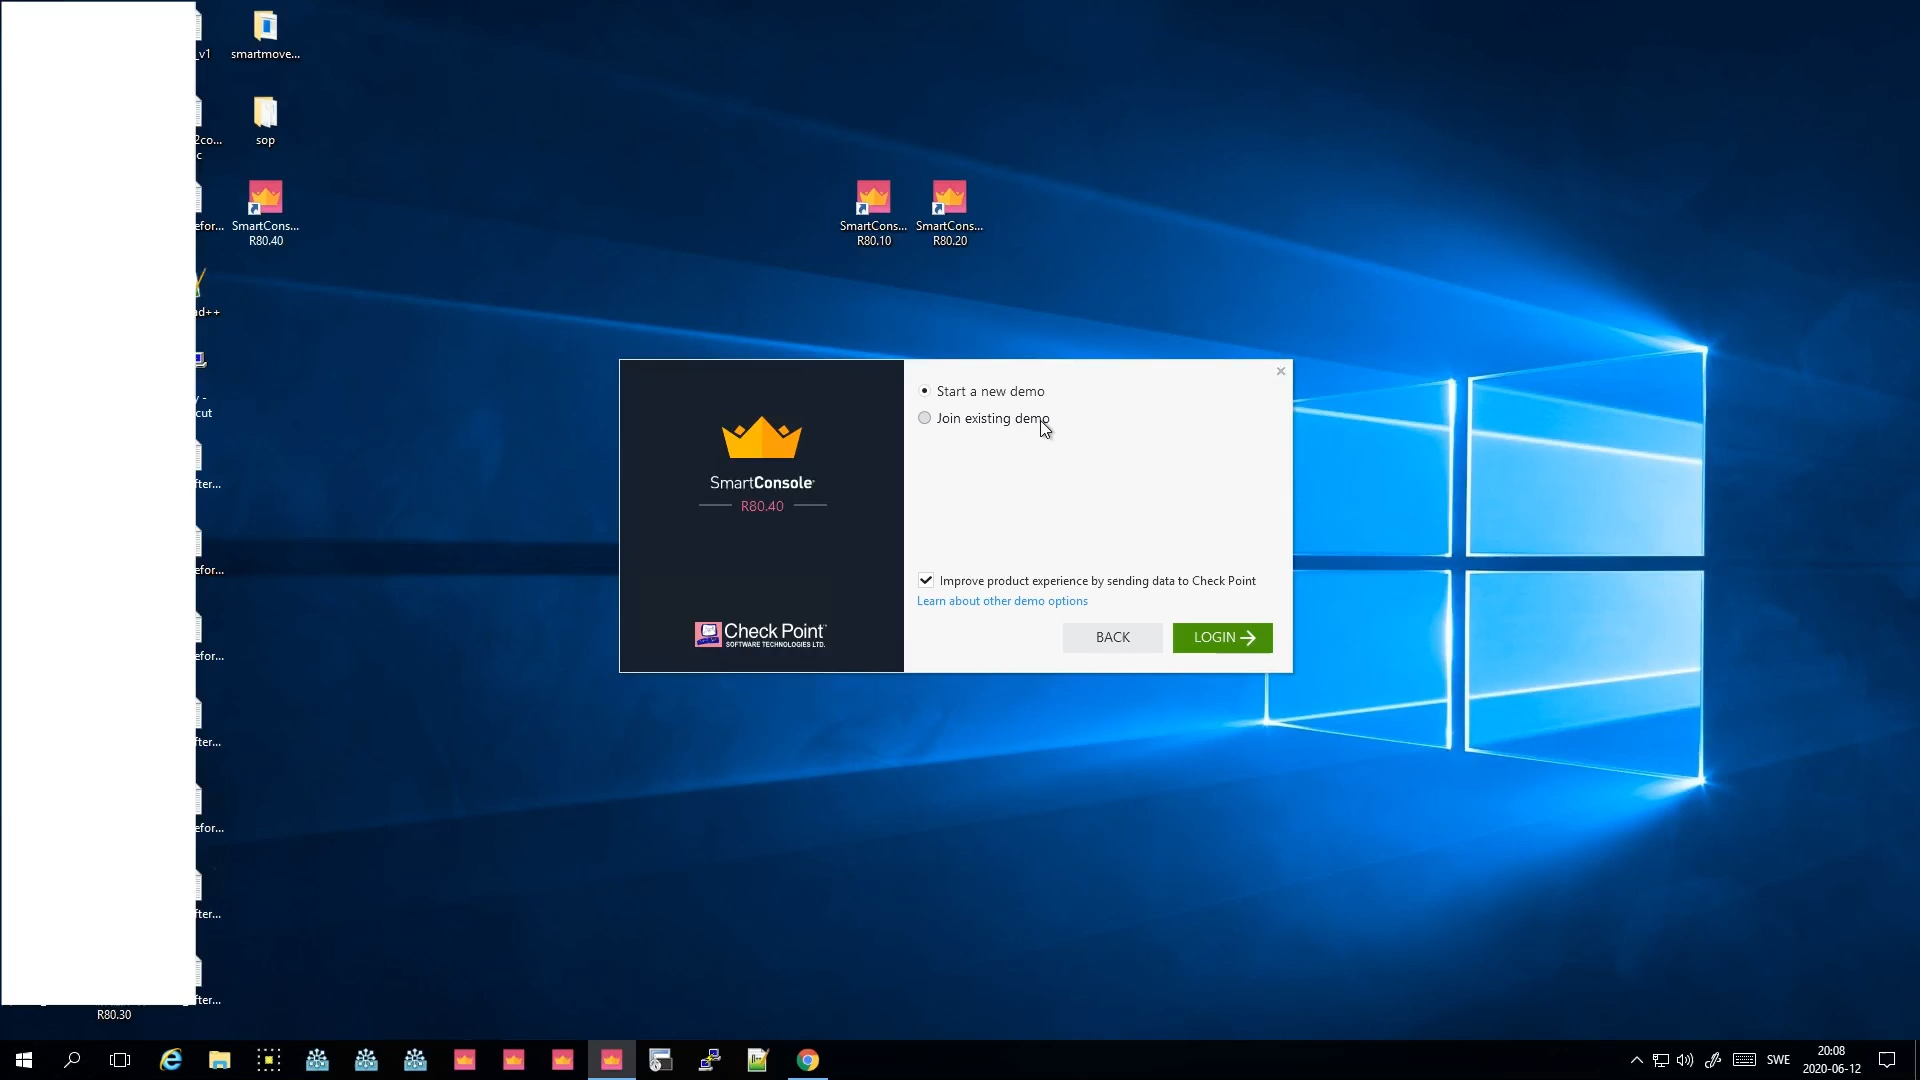 _v1
smartmove...
2co...
c
sop
efor...
SmartCons...
R80.40
SmartCons...
R80.10
SmartCons...
R80.20
d++
cut
fter...
efor...
efor...
fter...
efor...
fter...
fter...
R80.30
Start a new demo
Join existing demo
SmartConsole
R80.40
Improve product experience by sending data to Check Point
Learn about other demo options
Check Point
SOFTWARE TECHNOLOGIES LTD.
BACK
LOGIN
SWE
20:08
2020-06-12